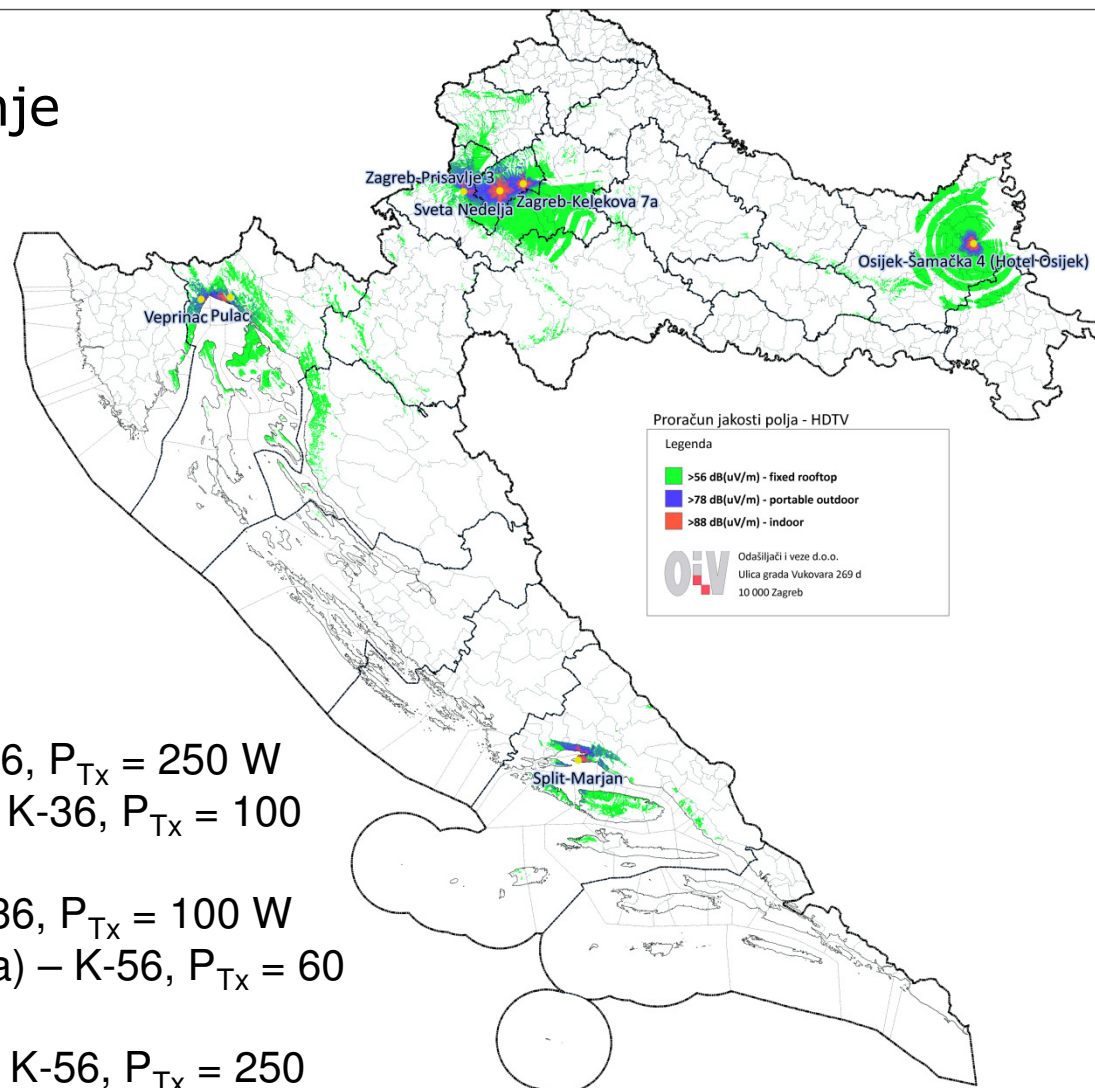 nje
Zagreb-Prisavlje 3
Zagreb-Kelekova 7a
Sveta Nedelja
Osijek-Šamačka 4 (Hotel Osijek)
Veprinac Pulac
Proračun jakosti polja - HDTV
Legenda
>56 dB(uV/m) - fixed rooftop
>78 dB(uV/m) - portable outdoor
>88 dB(uV/m) - indoor
OiV
Odašiljači i veze d.o.o.
Ulica grada Vukovara 269 d
10 000 Zagreb
Split-Marjan
6, PTx = 250 W
K-36, PTx = 100
36, PTx = 100 W
a) – K-56, PTx = 60
K-56, PTx = 250